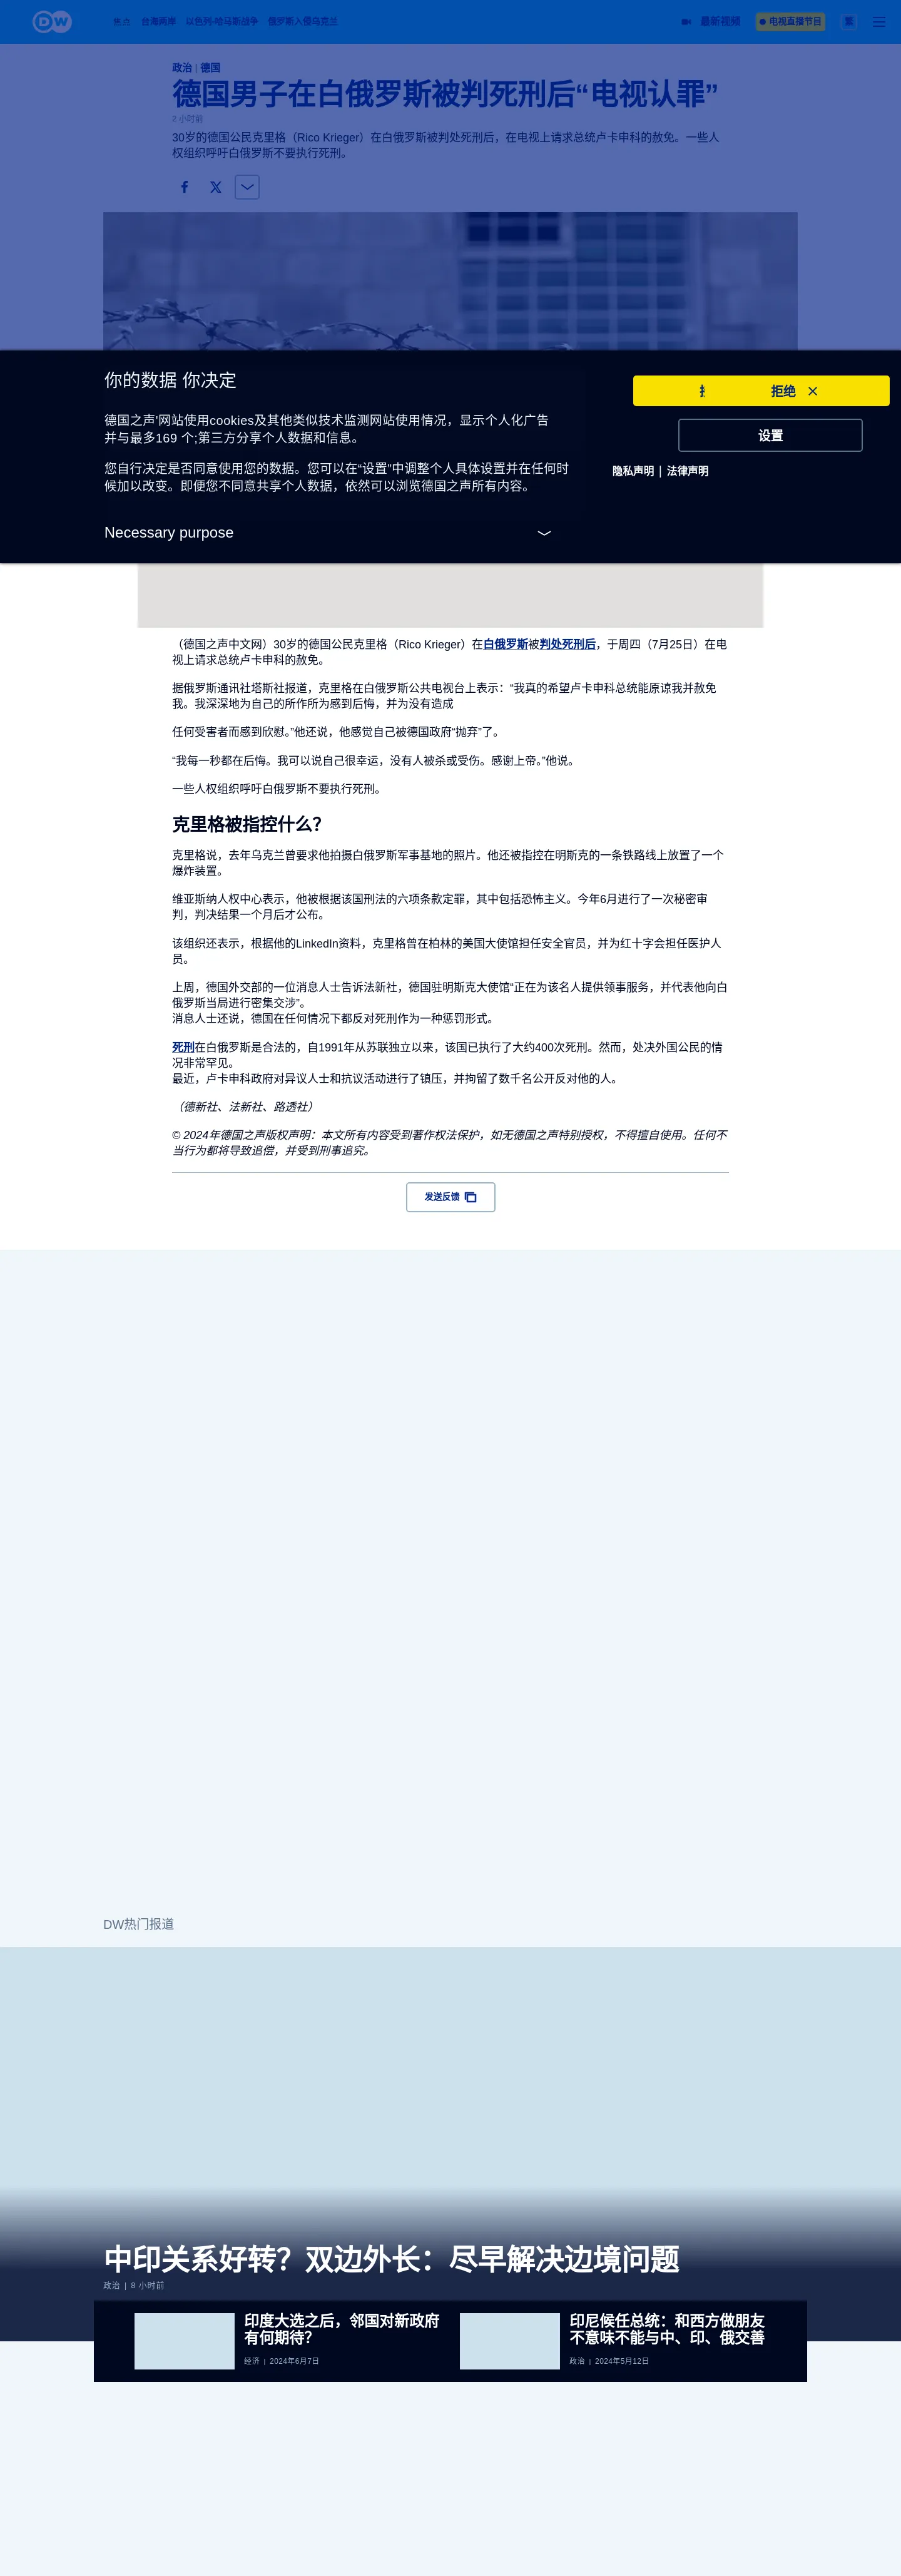 DW
焦点 台海两岸 以色列-哈马斯战争 俄罗斯入侵乌克兰
最新视频 电视直播节目 繁
政治 | 德国
德国男子在白俄罗斯被判死刑后“电视认罪”
2 小时前
30岁的德国公民克里格（Rico Krieger）在白俄罗斯被判处死刑后，在电视上请求总统卢卡申科的赦免。一些人
权组织呼吁白俄罗斯不要执行死刑。
你的数据 你决定
德国之声’网站使用cookies及其他类似技术监测网站使用情况，显示个人化广告
并与最多169 个;第三方分享个人数据和信息。
您自行决定是否同意使用您的数据。您可以在“设置”中调整个人具体设置并在任何时
候加以改变。即便您不同意共享个人数据，依然可以浏览德国之声所有内容。
Necessary purpose
拒绝
设置
隐私声明 | 法律声明
（德国之声中文网）30岁的德国公民克里格（Rico Krieger）在白俄罗斯被判处死刑后，于周四（7月25日）在电
视上请求总统卢卡申科的赦免。
据俄罗斯通讯社塔斯社报道，克里格在白俄罗斯公共电视台上表示：“我真的希望卢卡申科总统能原谅我并赦免
我。我深深地为自己的所作所为感到后悔，并为没有造成
任何受害者而感到欣慰。”他还说，他感觉自己被德国政府“抛弃”了。
“我每一秒都在后悔。我可以说自己很幸运，没有人被杀或受伤。感谢上帝。”他说。
一些人权组织呼吁白俄罗斯不要执行死刑。
克里格被指控什么？
克里格说，去年乌克兰曾要求他拍摄白俄罗斯军事基地的照片。他还被指控在明斯克的一条铁路线上放置了一个
爆炸装置。
维亚斯纳人权中心表示，他被根据该国刑法的六项条款定罪，其中包括恐怖主义。今年6月进行了一次秘密审
判，判决结果一个月后才公布。
该组织还表示，根据他的LinkedIn资料，克里格曾在柏林的美国大使馆担任安全官员，并为红十字会担任医护人
员。
上周，德国外交部的一位消息人士告诉法新社，德国驻明斯克大使馆“正在为该名人提供领事服务，并代表他向白
俄罗斯当局进行密集交涉”。
消息人士还说，德国在任何情况下都反对死刑作为一种惩罚形式。
死刑在白俄罗斯是合法的，自1991年从苏联独立以来，该国已执行了大约400次死刑。然而，处决外国公民的情
况非常罕见。
最近，卢卡申科政府对异议人士和抗议活动进行了镇压，并拘留了数千名公开反对他的人。
（德新社、法新社、路透社）
© 2024年德国之声版权声明：本文所有内容受到著作权法保护，如无德国之声特别授权，不得擅自使用。任何不
当行为都将导致追偿，并受到刑事追究。
发送反馈
DW热门报道
中印关系好转？双边外长：尽早解决边境问题
政治 | 8 小时前
印度大选之后，邻国对新政府
有何期待？
经济 | 2024年6月7日
印尼候任总统：和西方做朋友
不意味不能与中、印、俄交善
政治 | 2024年5月12日